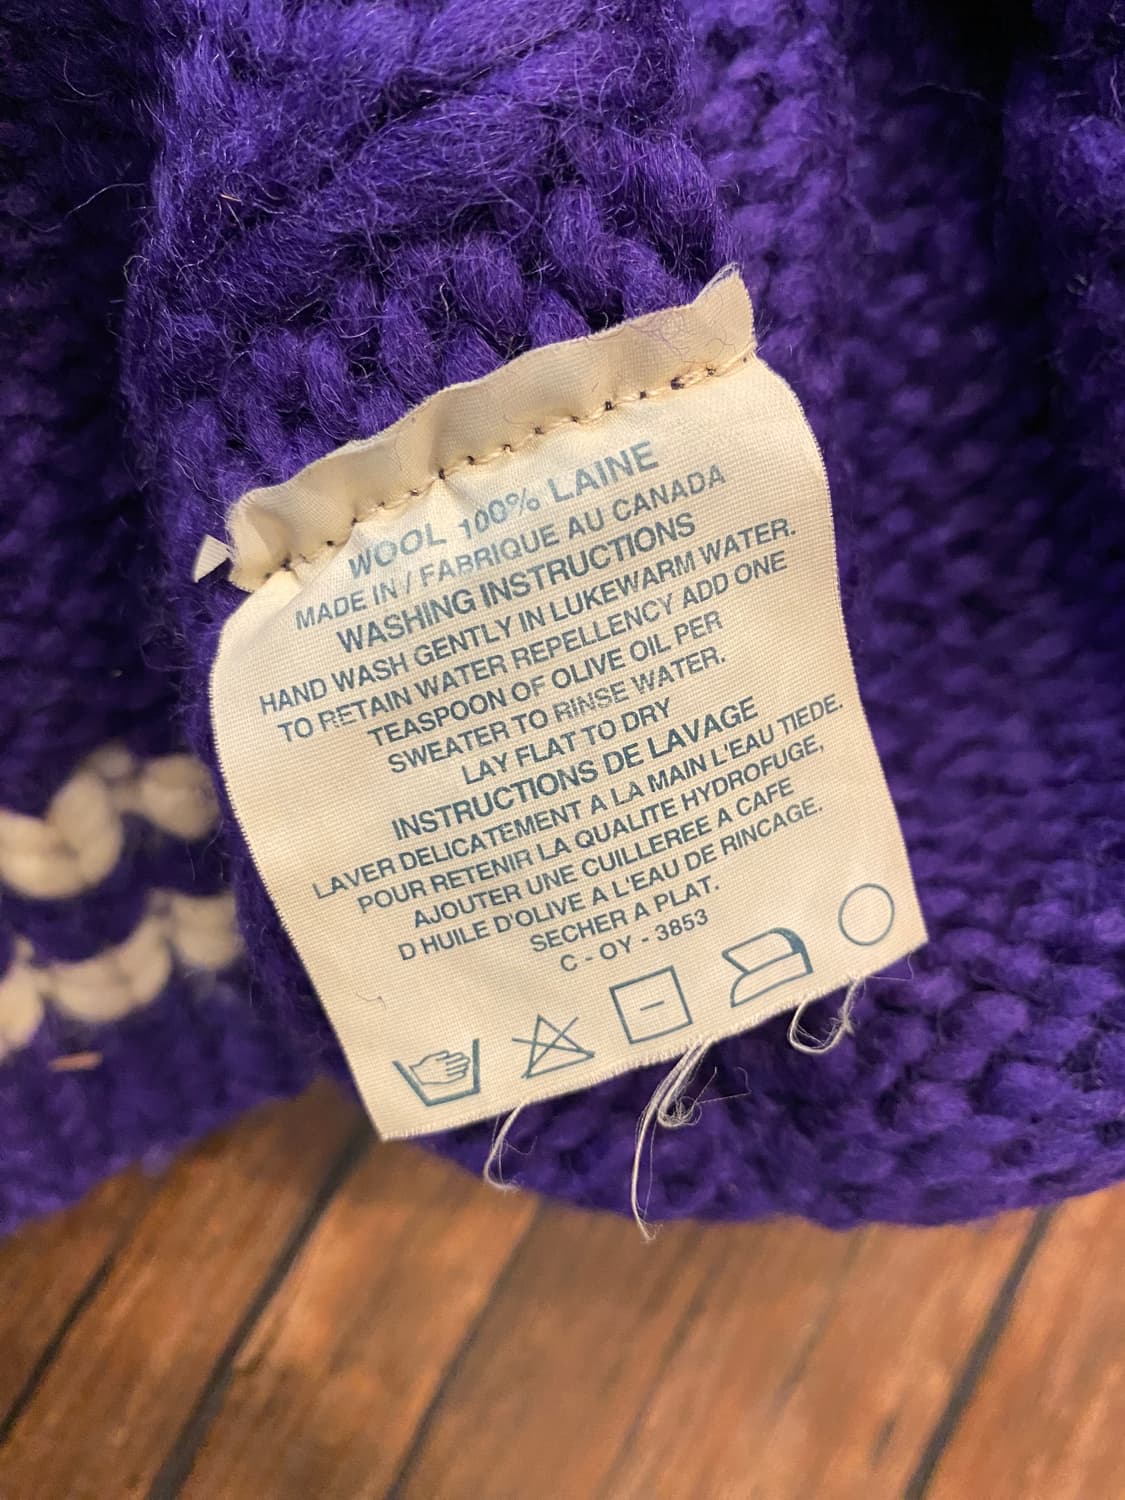 WOOL 100% LAINE
MADE IN / FABRIQUE AU CANADA
WASHING INSTRUCTIONS
HAND WASH GENTLY IN LUKEWARM WATER.
TO RETAIN WATER REPELLENCY ADD ONE
TEASPOON OF OLIVE OIL PER
SWEATER TO RINSE WATER.
LAY FLAT TO DRY
INSTRUCTIONS DE LAVAGE
LAVER DELICATEMENT A LA MAIN L'EAU TIEDE.
POUR RETENIR LA QUALITE HYDROFUGE,
AJOUTER UNE CUILLEREE A CAFE
D HUILE D'OLIVE A L'EAU DE RINCAGE.
SECHER A PLAT.
C - OY - 3853